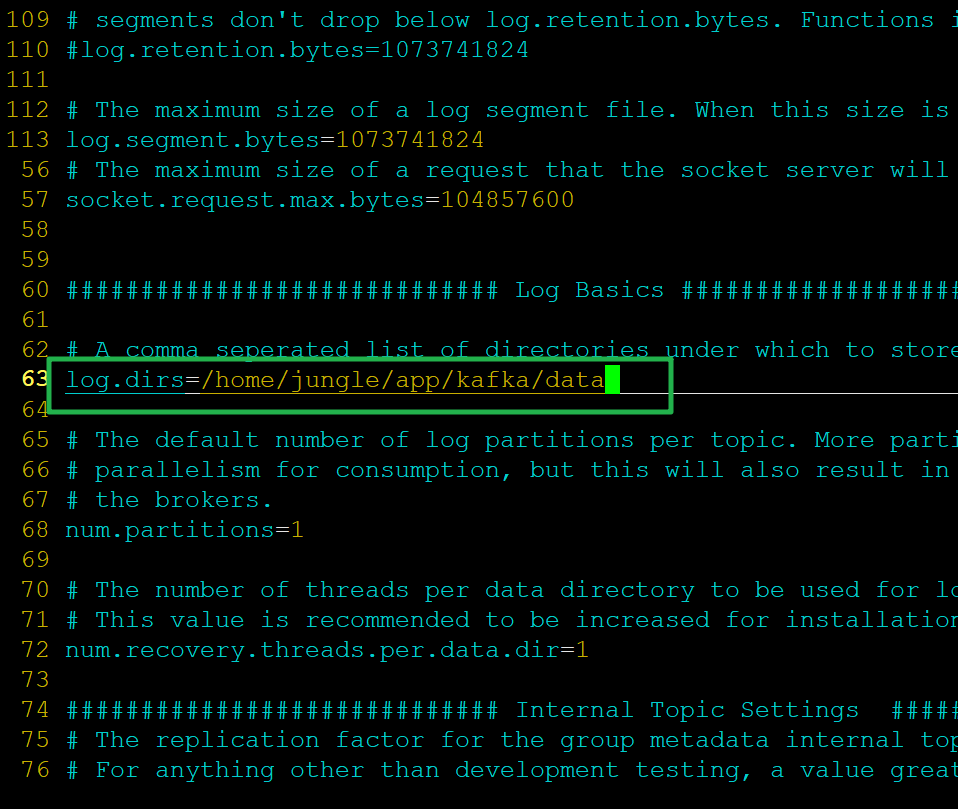 109 # segments don't drop below log.retention.bytes. Functions
110 #log.retention.bytes=1073741824
111
112 # The maximum size of a log segment file. When this size is
113 log.segment.bytes=1073741824
56 # The maximum size of a request that the socket server will
57 socket.request.max.bytes=104857600
58
59
60 ############################# Log Basics ###################
61
62 # A comma seperated list of directories under which to store
63 log.dirs=/home/jungle/app/kafka/data
64
65 # The default number of log partitions per topic. More parti
66 # parallelism for consumption, but this will also result in
67 # the brokers.
68 num.partitions=1
69
70 # The number of threads per data directory to be used for lo
71 # This value is recommended to be increased for installation
72 num.recovery.threads.per.data.dir=1
73
74 ############################# Internal Topic Settings #####
75 # The replication factor for the group metadata internal top
76 # For anything other than development testing, a value great